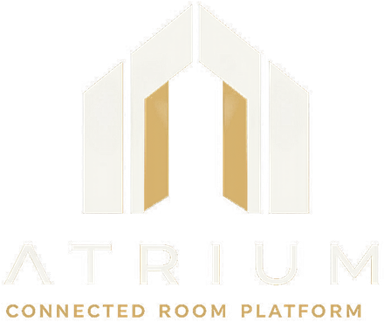 ATRIUM
CONNECTED ROOM PLATFORM